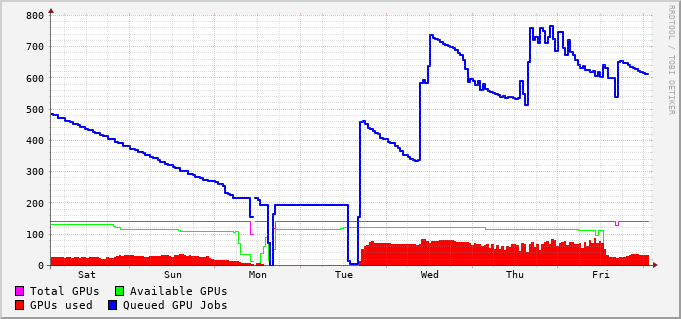 800
700
600
500
400
300
200
100
0
Sat Sun Mon Tue Wed Thu Fri
Total GPUs Available GPUs
GPUs used Queued GPU Jobs
RRDTOOL / TOBI OETIKER